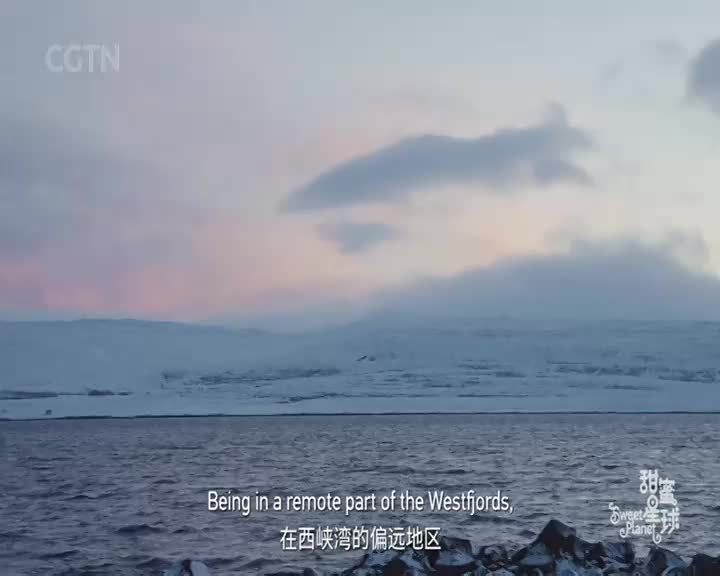 CGTN
Being in a remote part of the Westfjords,
在西峡湾的偏远地区
甜蜜
星球
Sweet
Planet